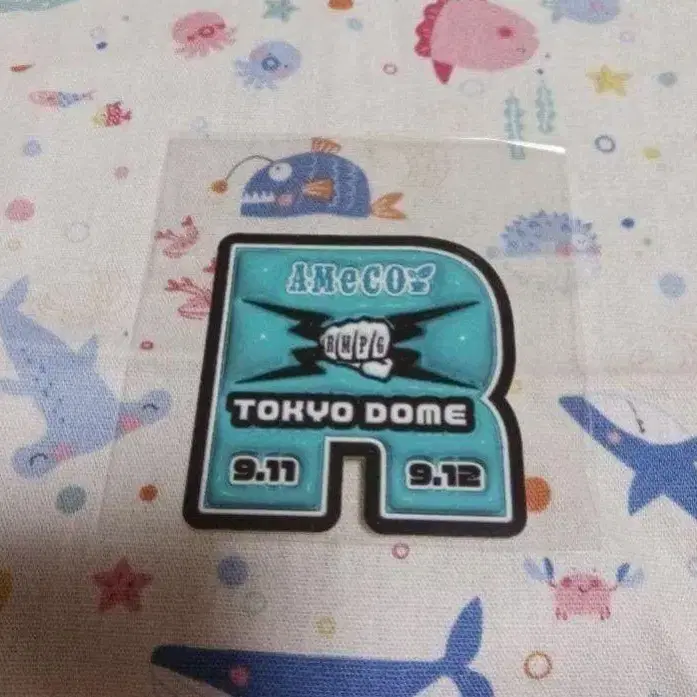 AMeCO
RMPG
TOKYO DOME
9.11 9.12